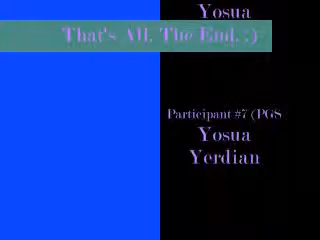 Yosua
That's All. The End. :)
Participant #7 (PGS
Yosua
Yerdian